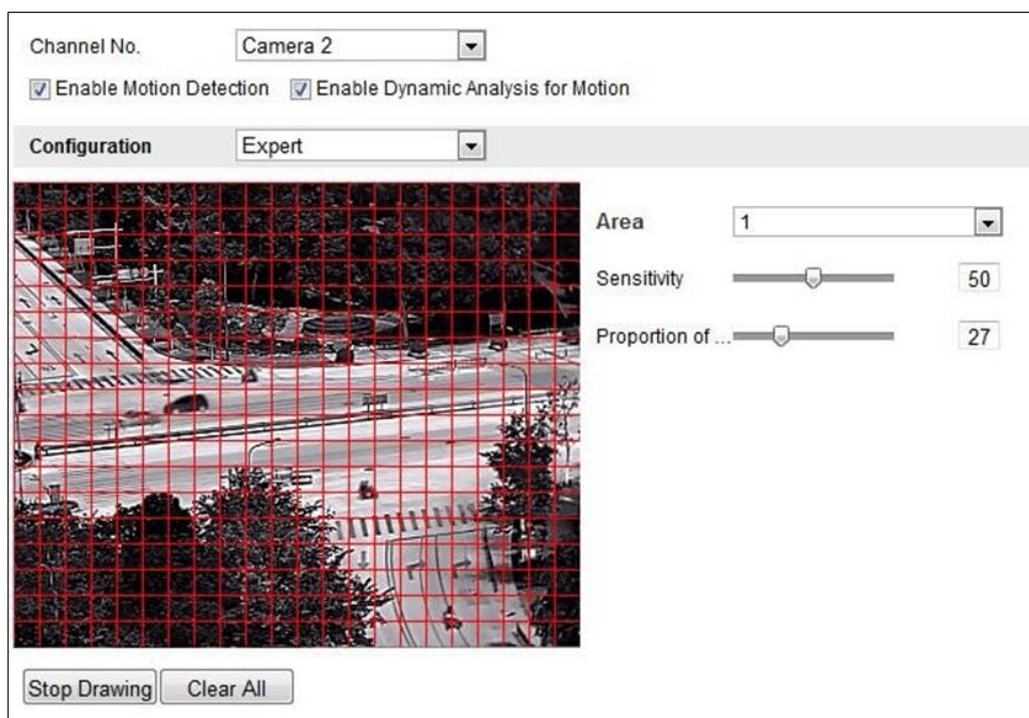 Channel No. Camera 2
Enable Motion Detection Enable Dynamic Analysis for Motion
Configuration Expert
Area 1
Sensitivity 50
Proportion of ... 27
Stop Drawing Clear All